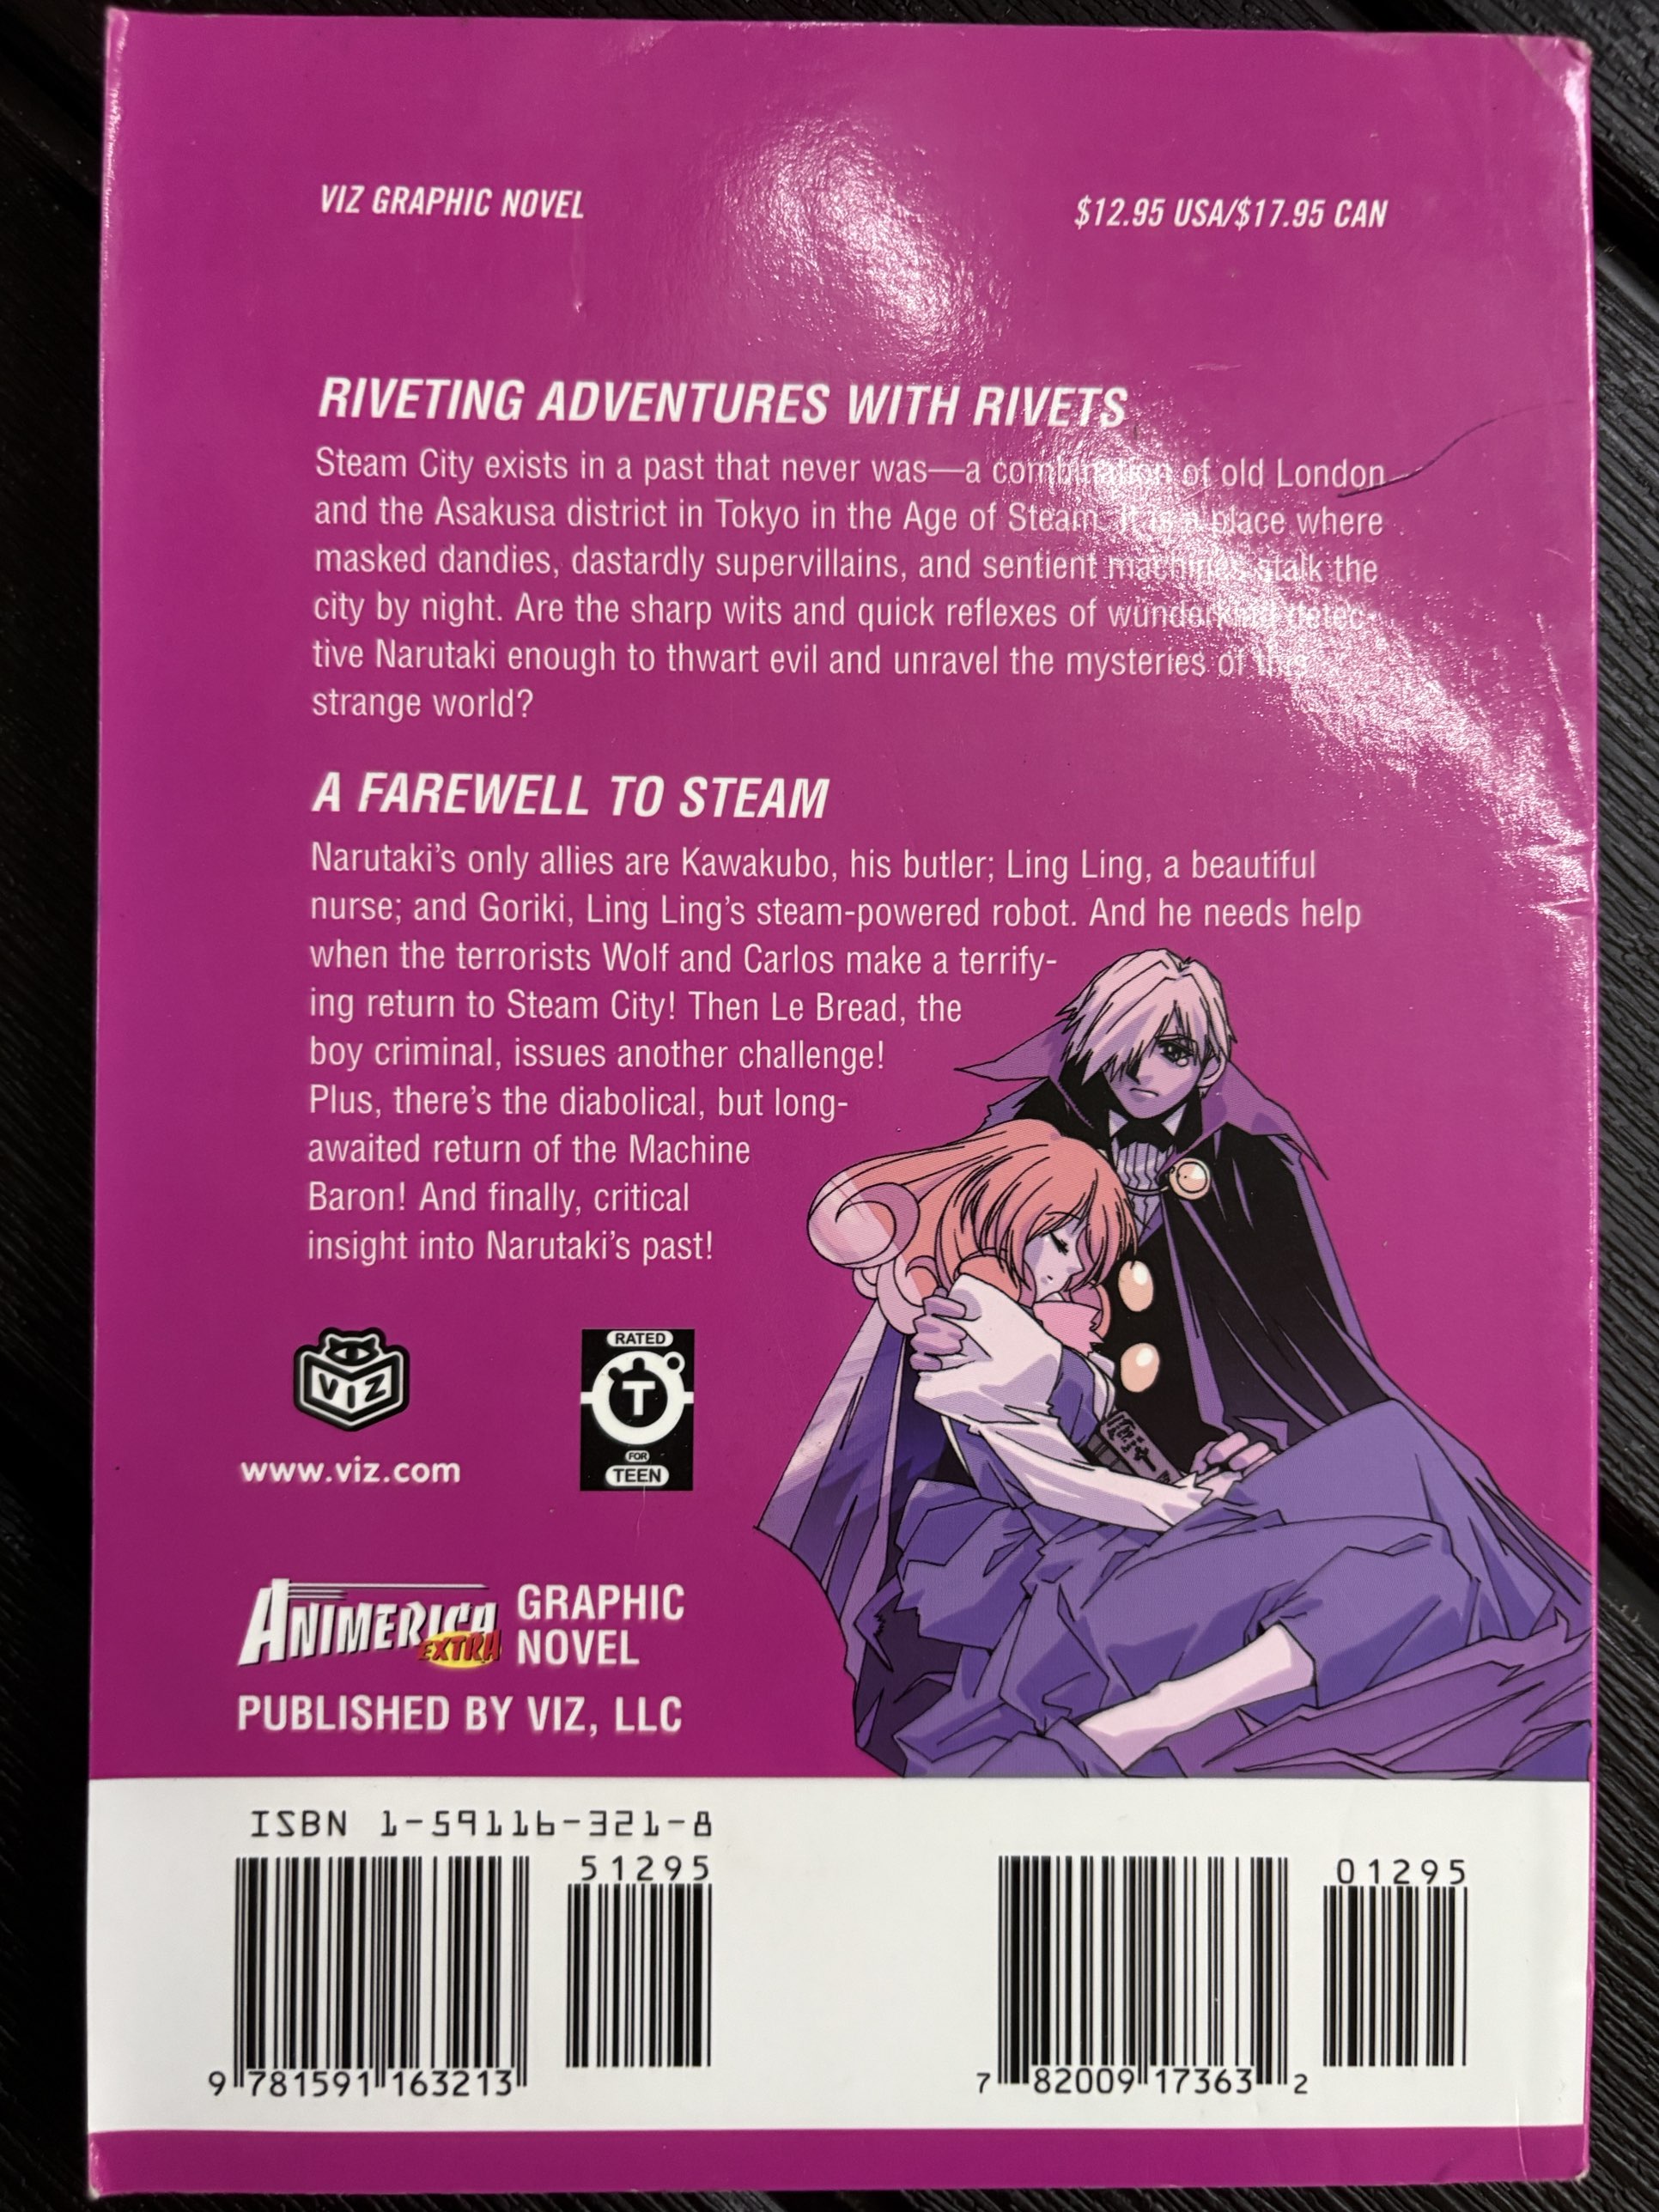 VIZ GRAPHIC NOVEL
$12.95 USA/$17.95 CAN
RIVETING ADVENTURES WITH RIVETS
Steam City exists in a past that never was—a combination of old London
and the Asakusa district in Tokyo in the Age of Steam. It is a place where
masked dandies, dastardly supervillains, and sentient machines stalk the
city by night. Are the sharp wits and quick reflexes of wünderkind detec-
tive Narutaki enough to thwart evil and unravel the mysteries of this
strange world?
A FAREWELL TO STEAM
Narutaki's only allies are Kawakubo, his butler; Ling Ling, a beautiful
nurse; and Goriki, Ling Ling's steam-powered robot. And he needs help
when the terrorists Wolf and Carlos make a terrify-
ing return to Steam City! Then Le Bread, the
boy criminal, issues another challenge!
Plus, there's the diabolical, but long-
awaited return of the Machine
Baron! And finally, critical
insight into Narutaki's past!
VIZ
www.viz.com
RATED
T
FOR
TEEN
ANIMERICA
EXTRA
GRAPHIC
NOVEL
PUBLISHED BY VIZ, LLC
ISBN 1-59116-321-8
51295
9 781591 163213
01295
7 82009 17363 2